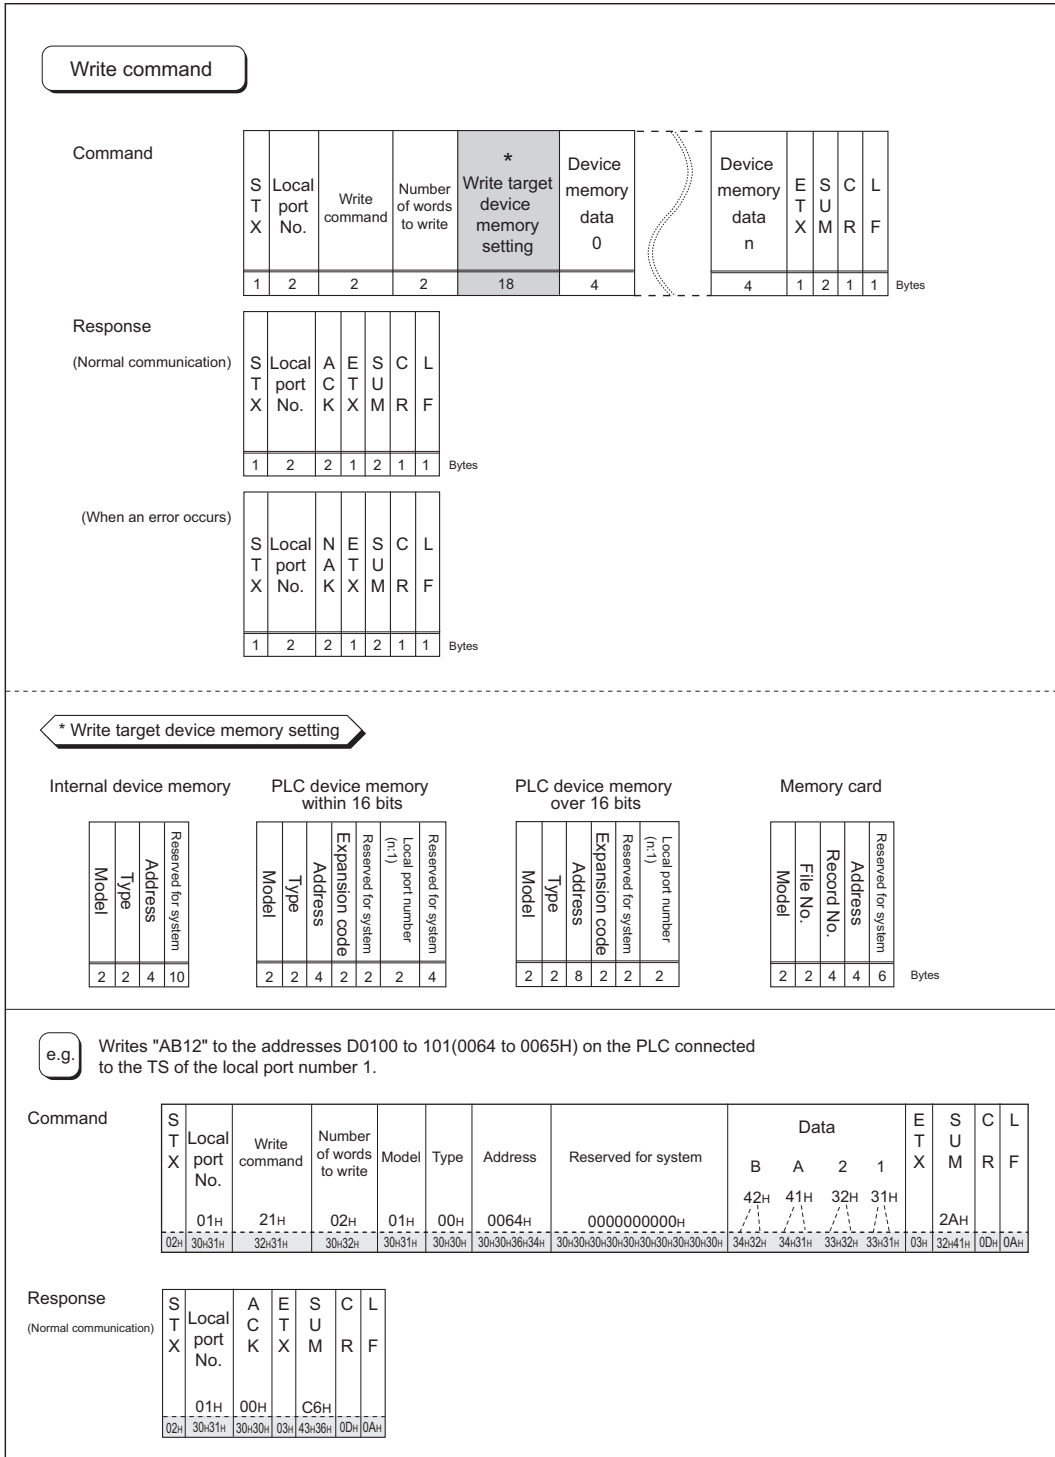 Write command
Command
STX
Local port No.
Write command
Number of words to write
* Write target device memory setting
Device memory data 0
Device memory data n
ETX
SUM
CR
LF
1 2 2 2 18 4 4 1 2 1 1 Bytes
Response
(Normal communication)
STX
Local port No.
ACK
ETX
SUM
CR
LF
1 2 2 1 2 1 1 Bytes
(When an error occurs)
STX
Local port No.
NAK
ETX
SUM
CR
LF
1 2 2 1 2 1 1 Bytes
* Write target device memory setting
Internal device memory
Model
Type
Address
Reserved for system
2 2 4 10
PLC device memory
within 16 bits
Model
Type
Address
Expansion code
Reserved for system
Local port number (n:1)
Reserved for system
2 2 4 2 2 2 4
PLC device memory
over 16 bits
Model
Type
Address
Expansion code
Reserved for system
Local port number (n:1)
2 2 8 2 2 2
Memory card
Model
File No.
Record No.
Address
Reserved for system
2 2 4 4 6 Bytes
e.g.
Writes "AB12" to the addresses D0100 to 101(0064 to 0065H) on the PLC connected
to the TS of the local port number 1.
Command
STX
Local port No.
Write command
Number of words to write
Model
Type
Address
Reserved for system
Data
B A 2 1
ETX
SUM
CR
LF
42H 41H 32H 31H
01H 21H 02H 01H 00H 0064H 0000000000H 2AH
02H 30H31H 32H31H 30H32H 30H31H 30H30H 30H30H36H34H 30H30H30H30H30H30H30H30H30H30H 34H32H 34H31H 33H32H 33H31H 03H 32H41H 0DH 0AH
Response
(Normal communication)
STX
Local port No.
ACK
ETX
SUM
CR
LF
01H 00H C6H
02H 30H31H 30H30H 03H 43H36H 0DH 0AH